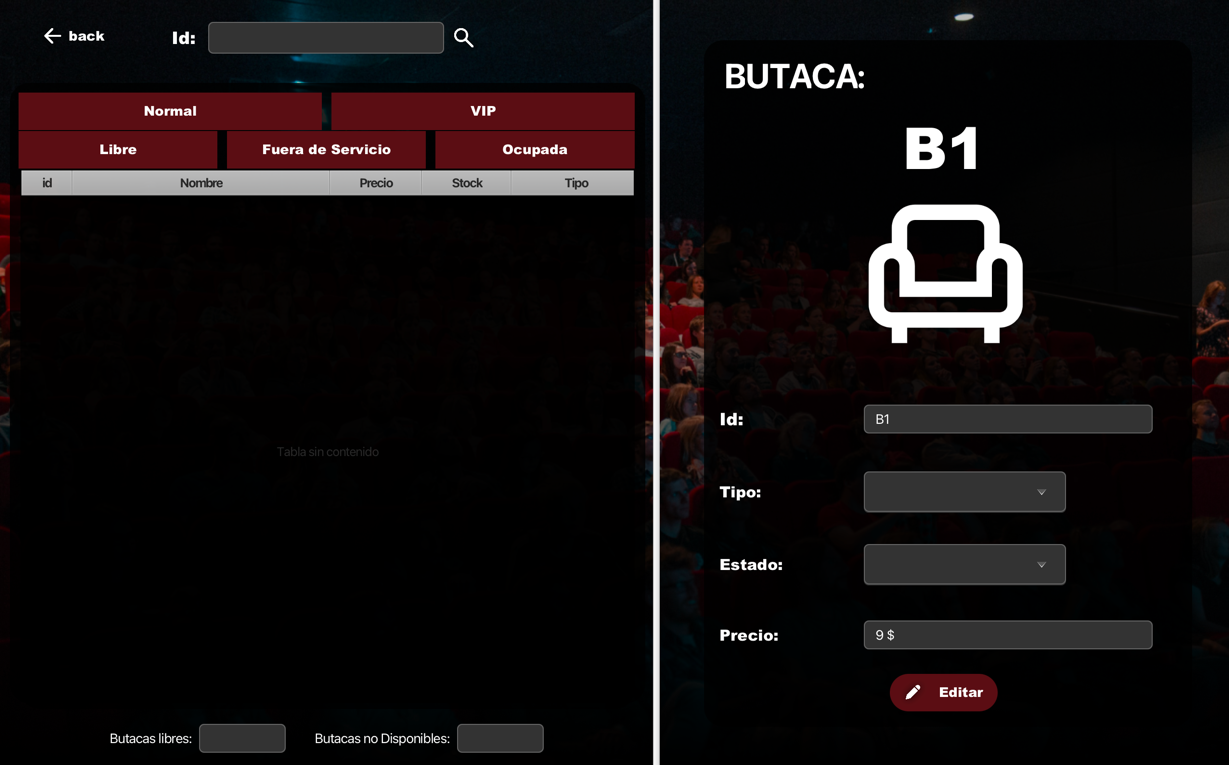 back
Id:
Normal
VIP
Libre
Fuera de Servicio
Ocupada
id
Nombre
Precio
Stock
Tipo
Tabla sin contenido
Butacas libres:
Butacas no Disponibles:
BUTACA:
B1
Id:
B1
Tipo:
Estado:
Precio:
9 $
Editar